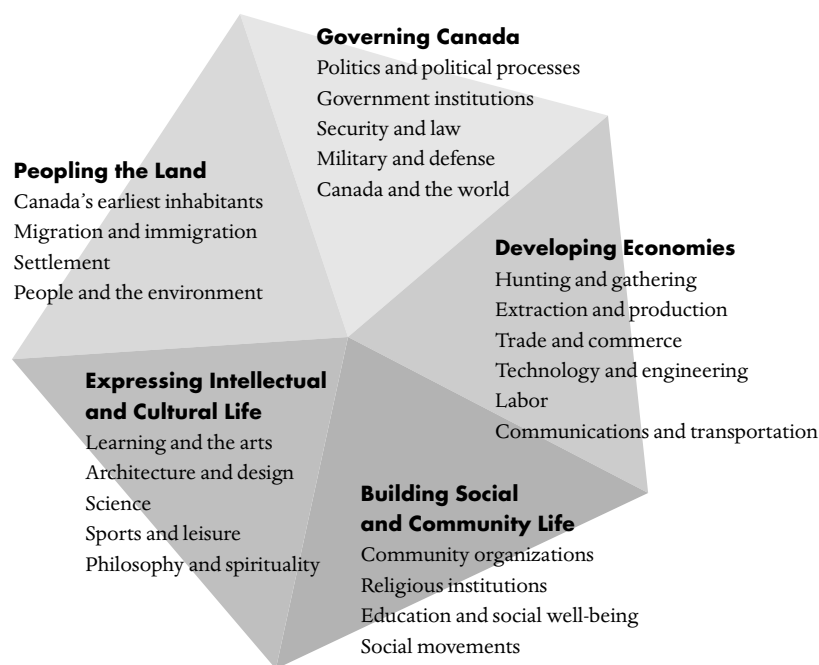 Governing Canada
Politics and political processes
Government institutions
Security and law
Military and defense
Canada and the world
Peopling the Land
Canada’s earliest inhabitants
Migration and immigration
Settlement
People and the environment
Developing Economies
Hunting and gathering
Extraction and production
Trade and commerce
Technology and engineering
Labor
Communications and transportation
Expressing Intellectual
and Cultural Life
Learning and the arts
Architecture and design
Science
Sports and leisure
Philosophy and spirituality
Building Social
and Community Life
Community organizations
Religious institutions
Education and social well-being
Social movements